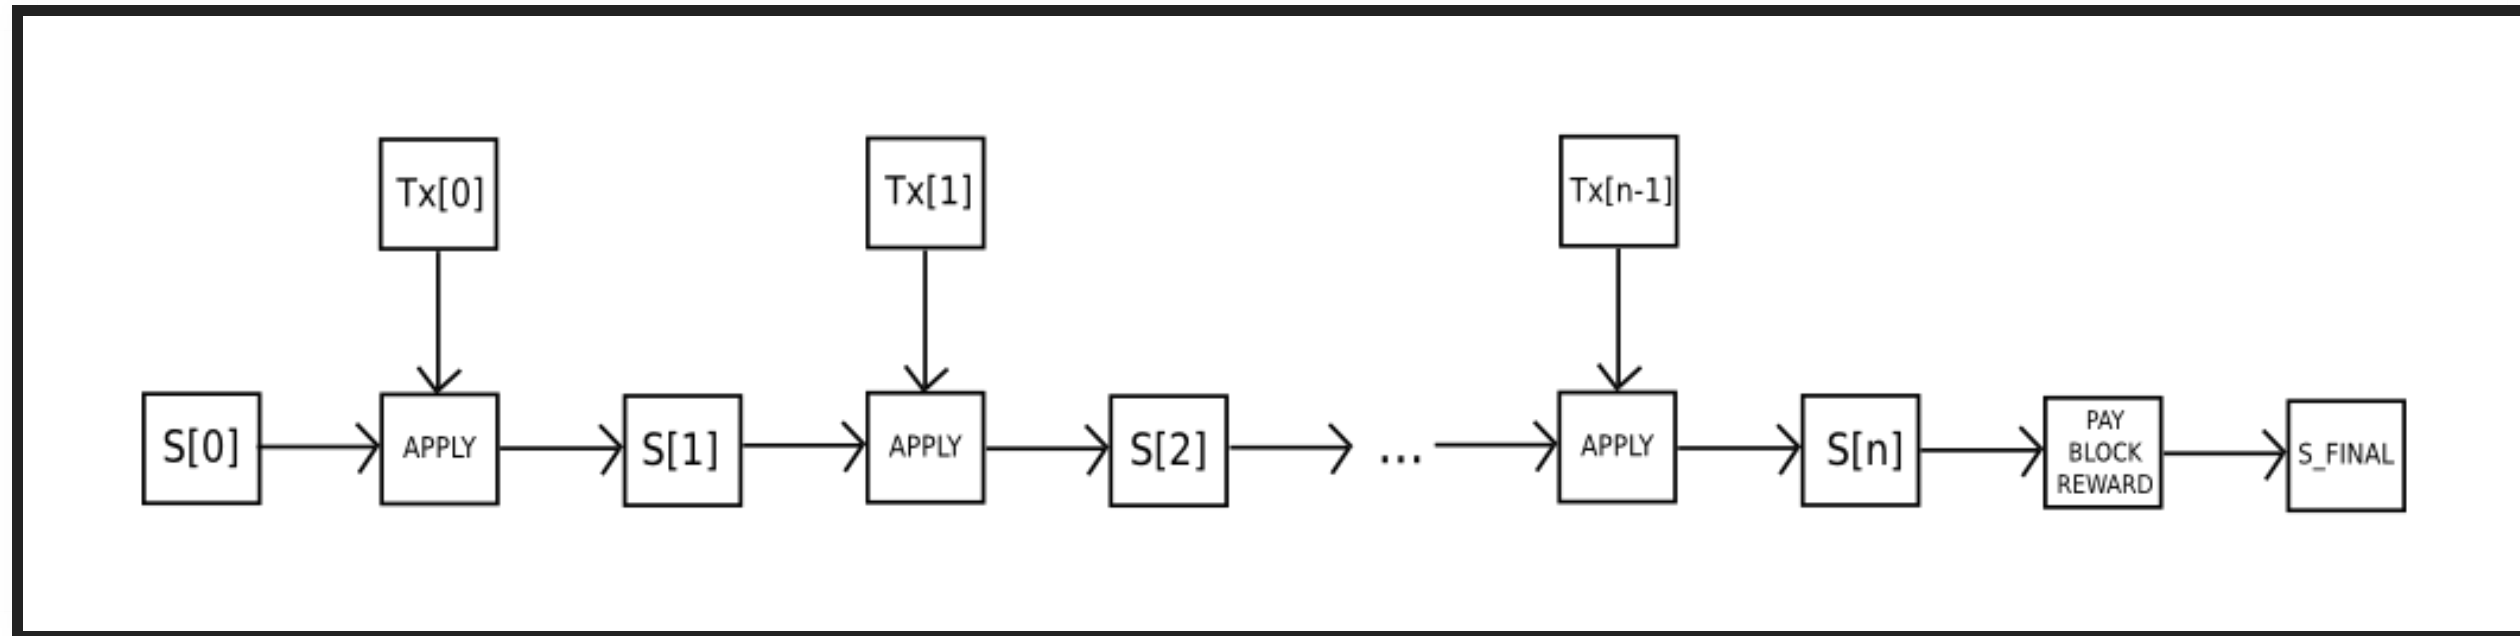 Tx[0]
Tx[1]
Tx[n-1]
S[0]
APPLY
S[1]
APPLY
S[2]
...
APPLY
S[n]
PAY
BLOCK
REWARD
S_FINAL